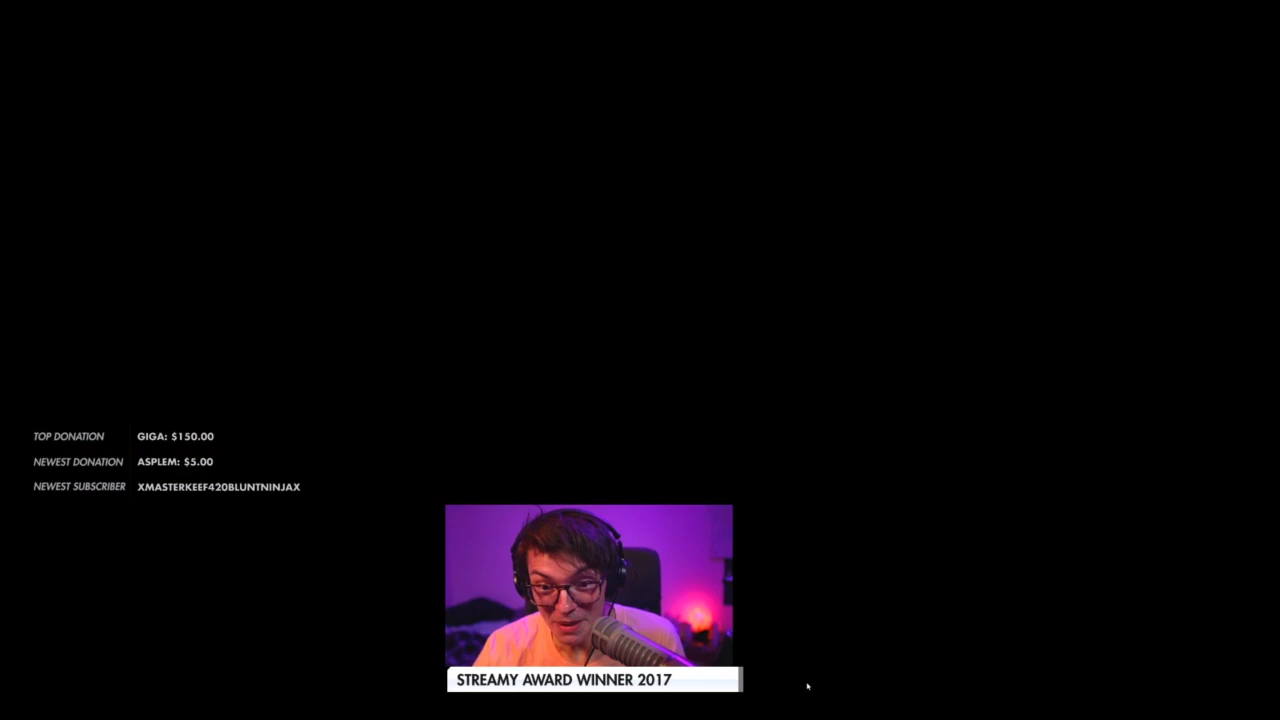 TOP DONATION GIGA: $150.00
NEWEST DONATION ASPLEM: $5.00
NEWEST SUBSCRIBER XMASTERKEEF420BLUNTNINJAX
STREAMY AWARD WINNER 2017